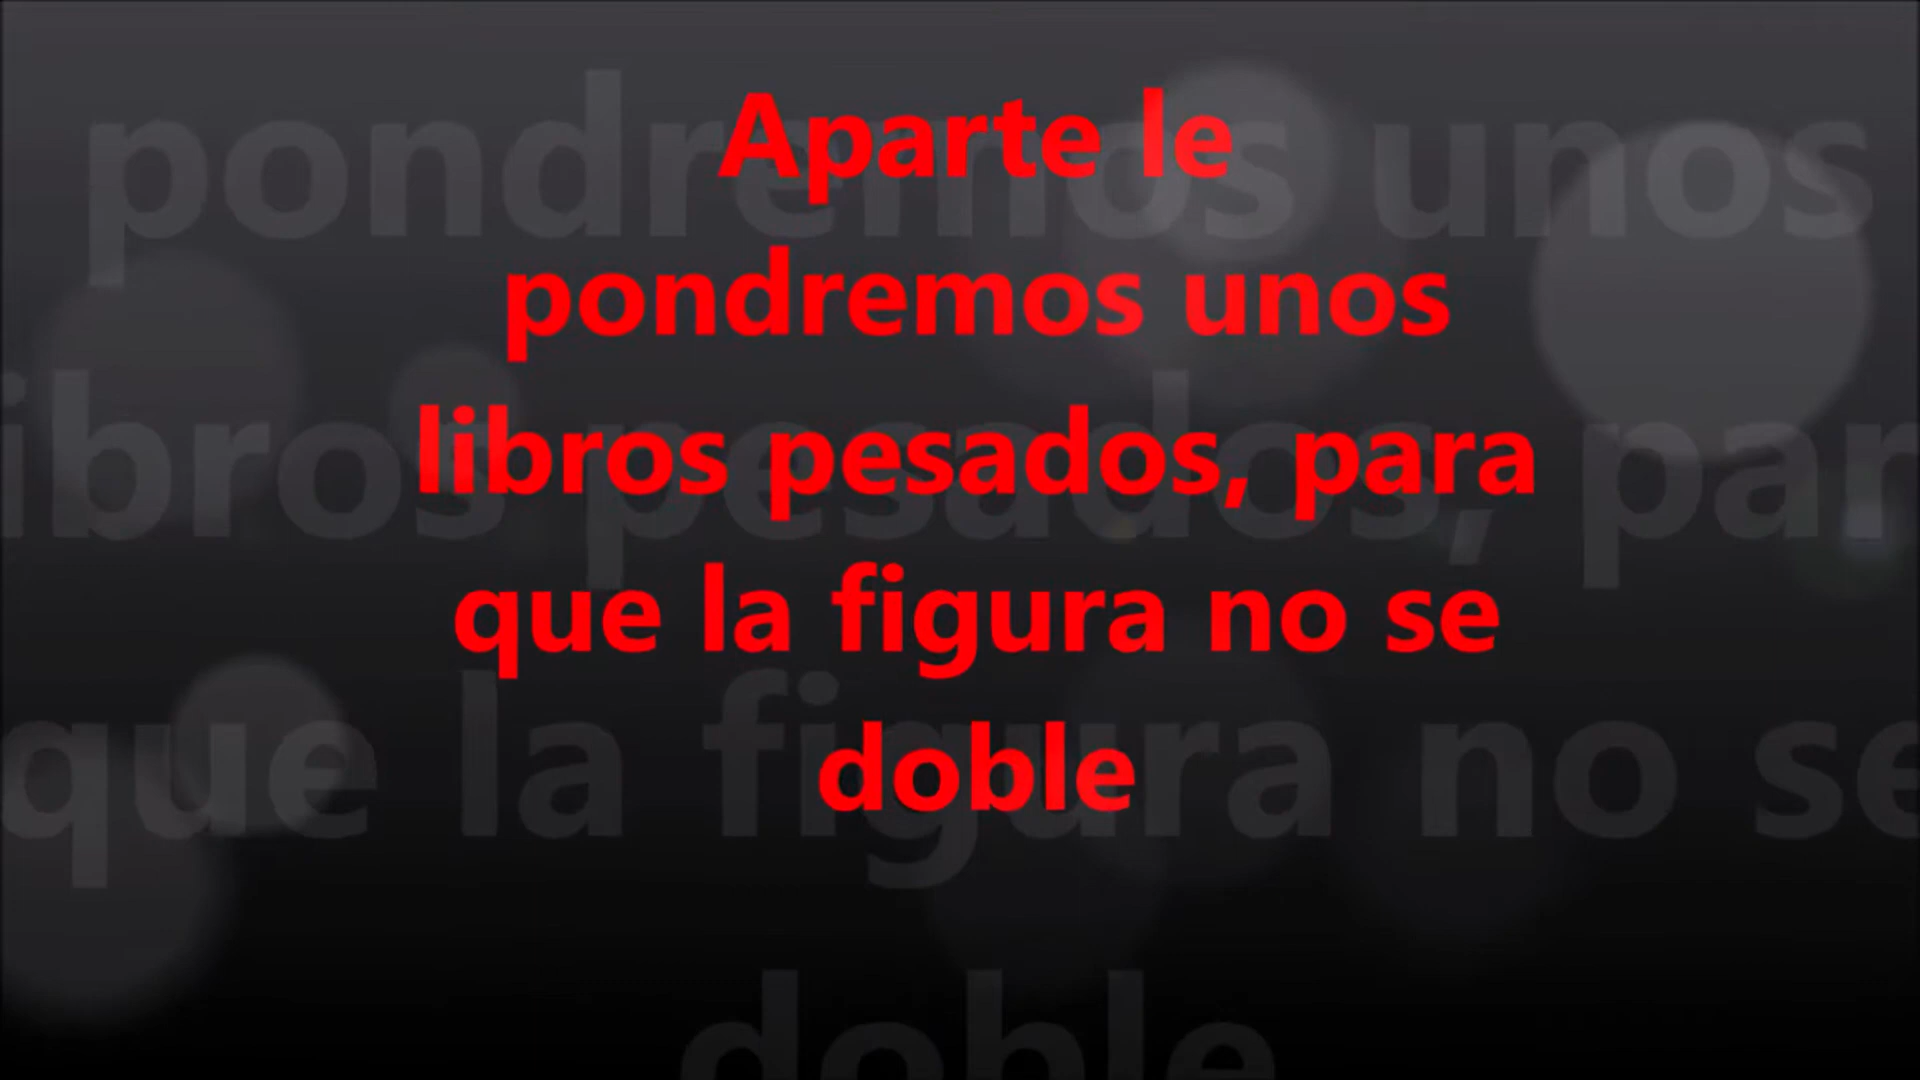 Aparte le
pondremos unos
libros pesados, para
que la figura no se
doble